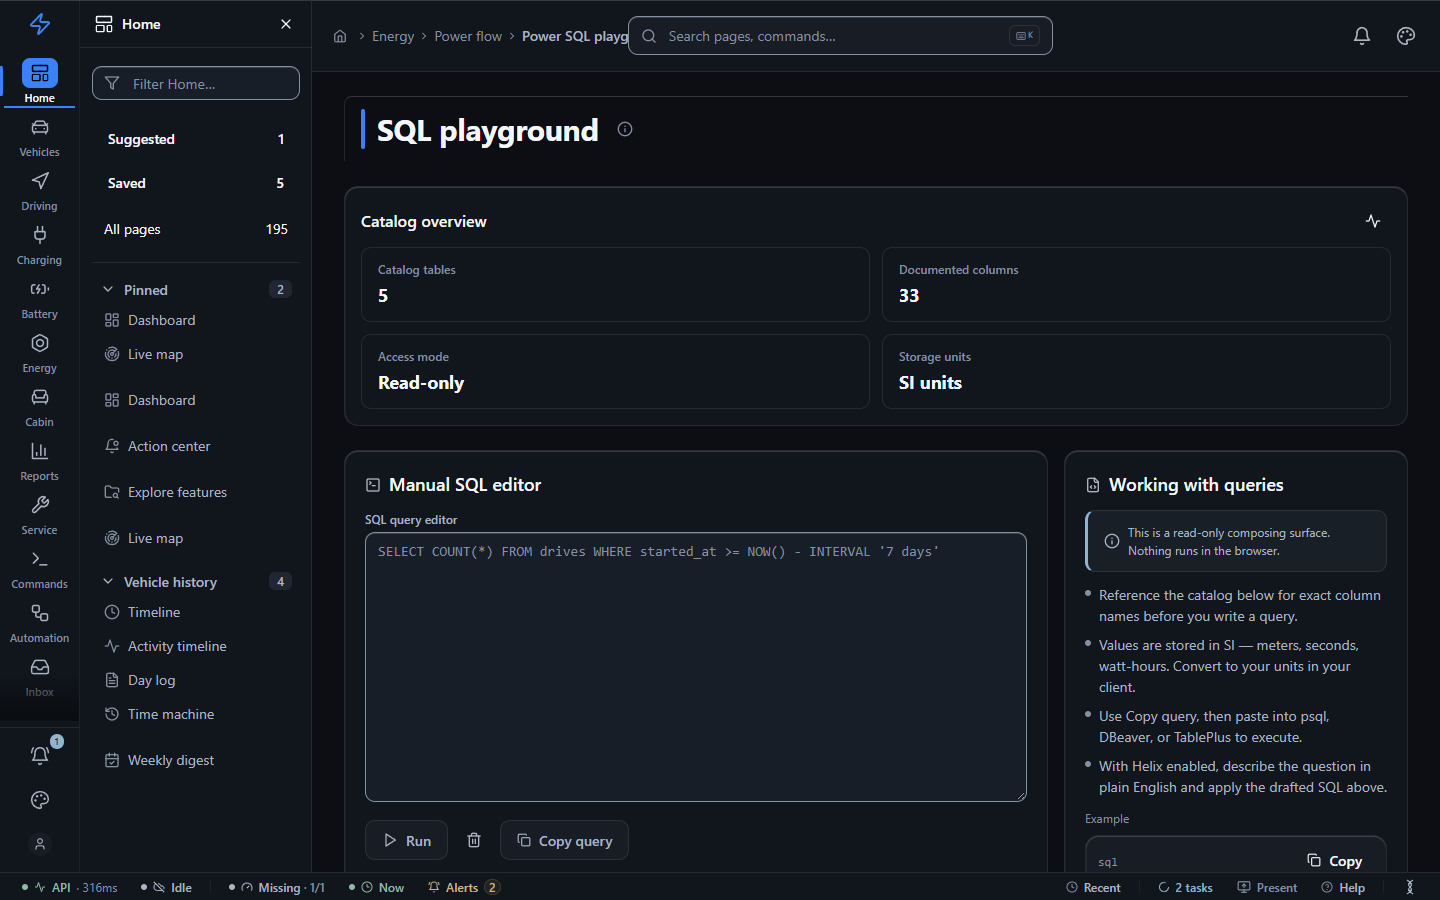 Home
Vehicles
Driving
Charging
Battery
Energy
Cabin
Reports
Service
Commands
Automation
Inbox
1
Home
Filter Home...
Suggested 1
Saved 5
All pages 195
Pinned 2
Dashboard
Live map
Dashboard
Action center
Explore features
Live map
Vehicle history 4
Timeline
Activity timeline
Day log
Time machine
Weekly digest
Energy Power flow Power SQL playg
Search pages, commands... K
SQL playground
Catalog overview
Catalog tables
5
Documented columns
33
Access mode
Read-only
Storage units
SI units
Manual SQL editor
SQL query editor
SELECT COUNT(*) FROM drives WHERE started_at >= NOW() - INTERVAL '7 days'
Run
Copy query
Working with queries
This is a read-only composing surface.
Nothing runs in the browser.
Reference the catalog below for exact column
names before you write a query.
Values are stored in SI — meters, seconds,
watt-hours. Convert to your units in your
client.
Use Copy query, then paste into psql,
DBeaver, or TablePlus to execute.
With Helix enabled, describe the question in
plain English and apply the drafted SQL above.
Example
sql Copy
API · 316ms Idle Missing · 1/1 Now Alerts 2 Recent 2 tasks Present Help